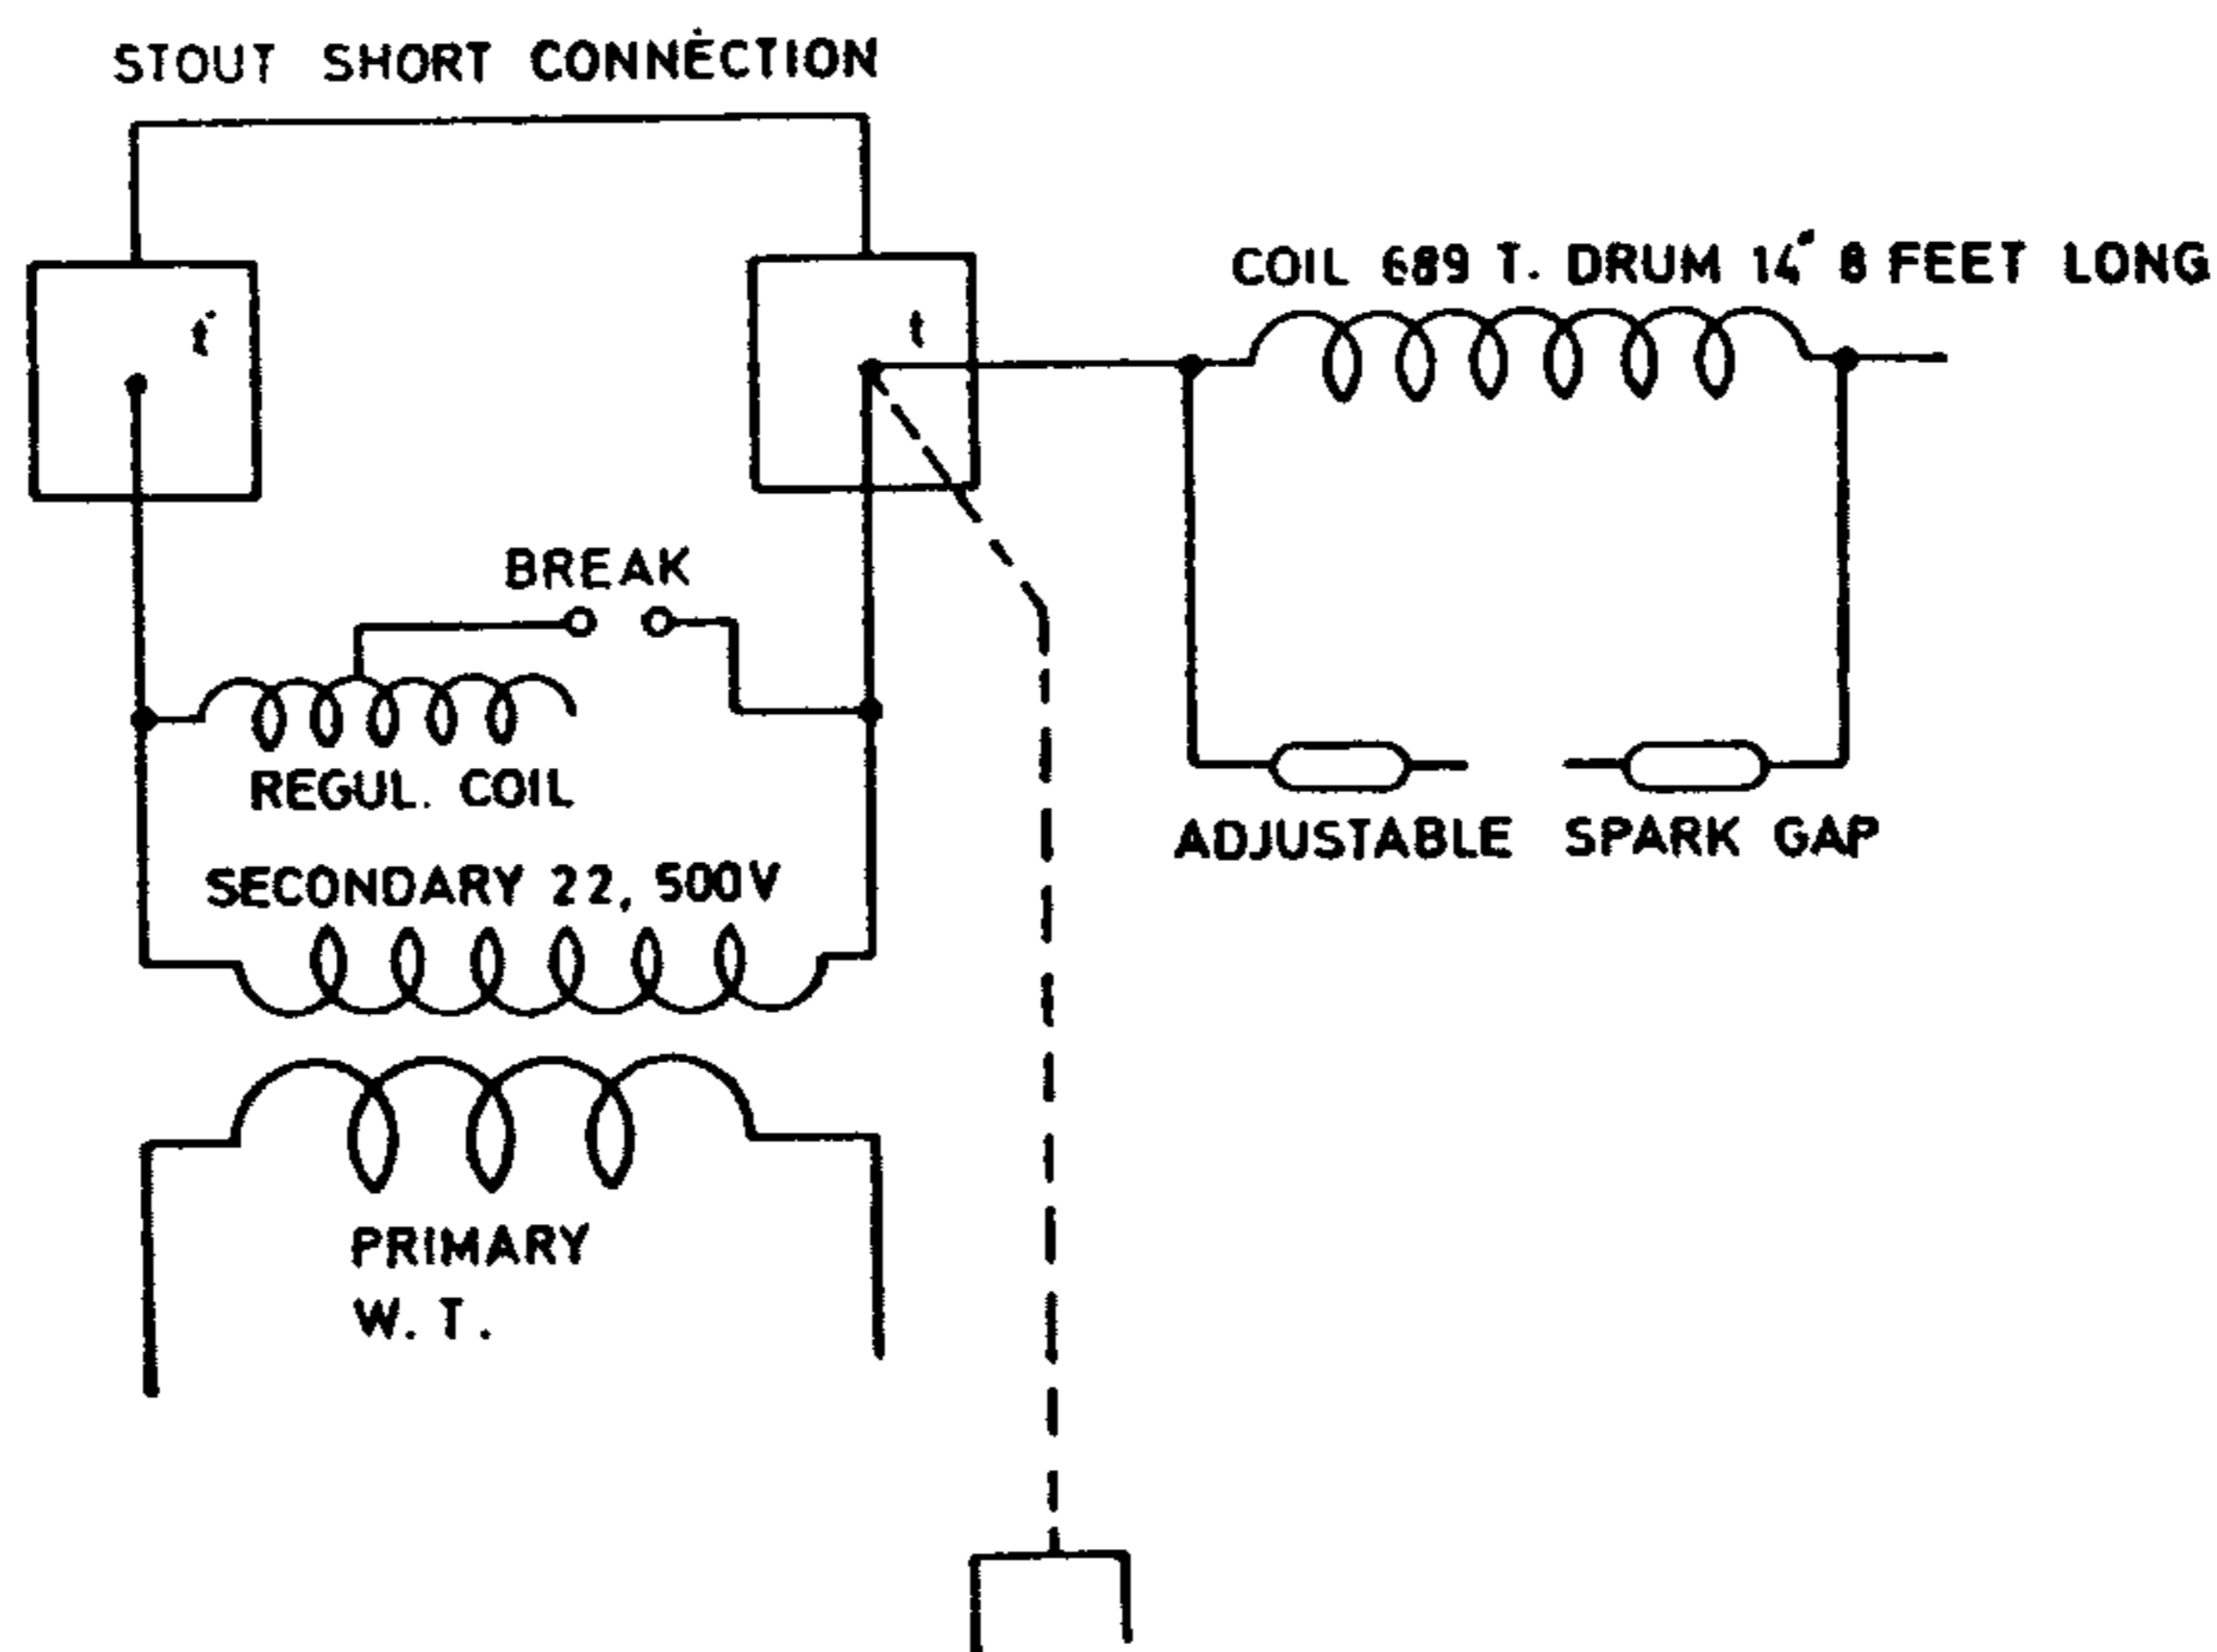 STOUT SHORT CONNECTION
COIL 689 T. DRUM 14" 8 FEET LONG
t'
t
BREAK
REGUL. COIL
SECONDARY 22,500V
ADJUSTABLE SPARK GAP
PRIMARY
W. T.